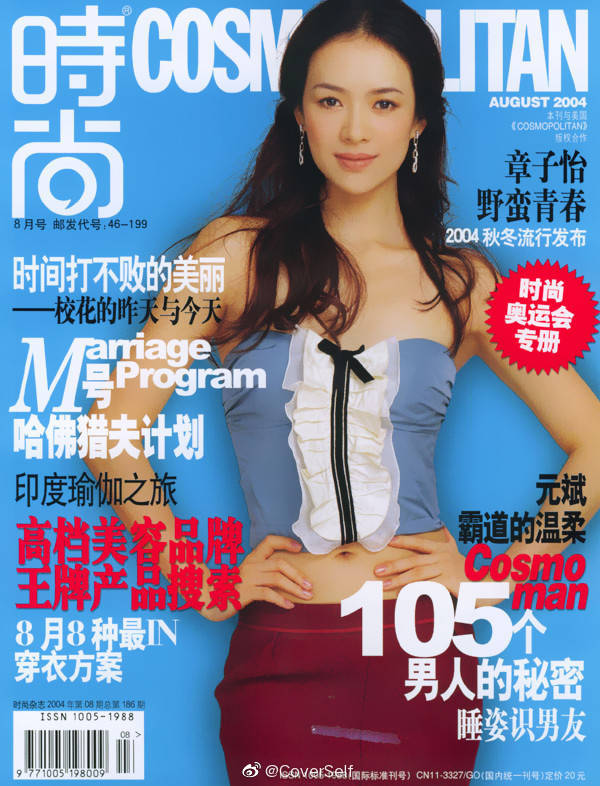 時尚®
COSMOPOLITAN
AUGUST 2004
本刊与美国
《COSMOPOLITAN》
版权合作
8月号 邮发代号:46-199
章子怡
野蛮青春
2004 秋冬流行发布
时尚
奥运会
专册
时间打不败的美丽
——校花的昨天与今天
Marriage
号Program
哈佛猎夫计划
印度瑜伽之旅
高档美容品牌
王牌产品搜索
8月8种最IN
穿衣方案
元斌
霸道的温柔
Cosmo
man
105个
男人的秘密
睡姿识男友
时尚杂志 2004 年第 08 期总第 186 期
ISSN 1005-1988
08 >
9 771005 198009
@CoverSelf
(国际标准刊号) CN11-3327/GO(国内统一刊号)定价 20 元